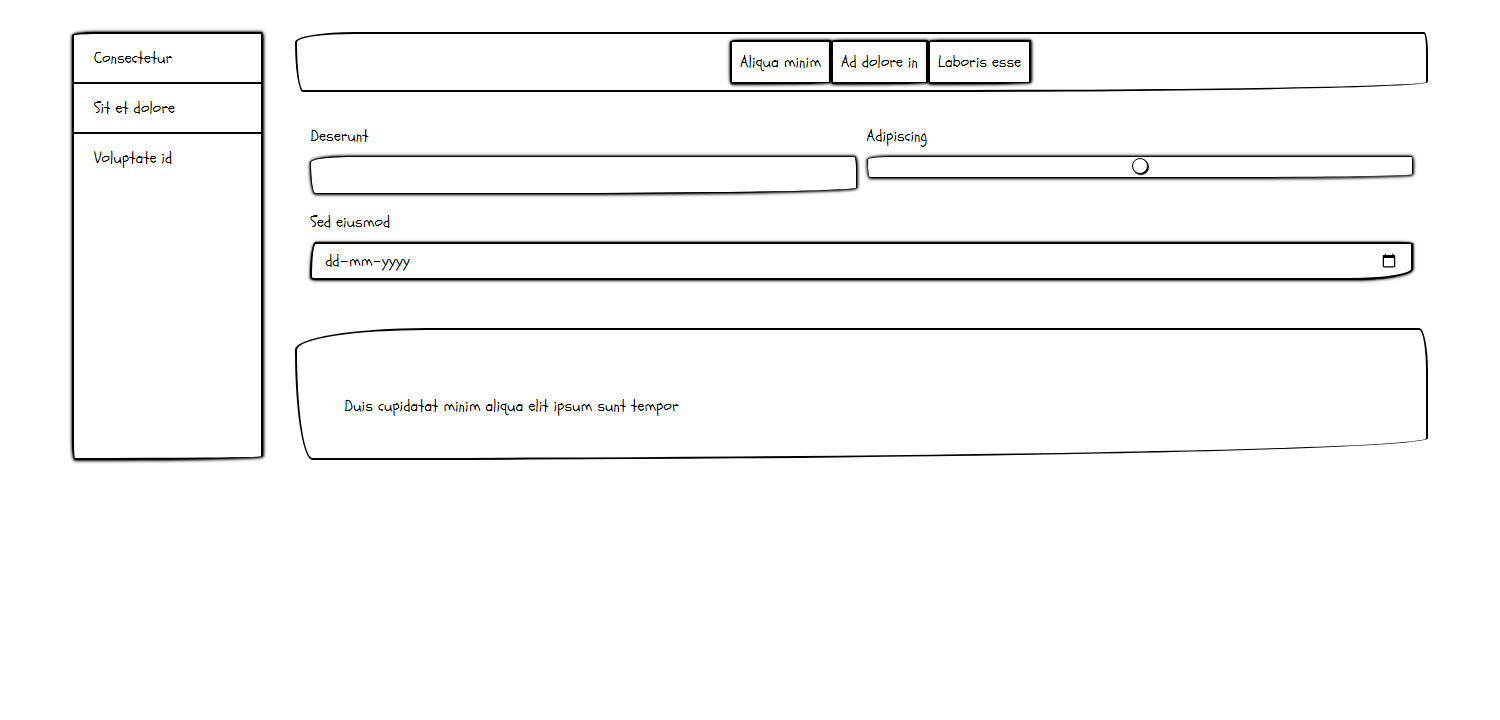 Consectetur
Sit et dolore
Voluptate id
Aliqua minim
Ad dolore in
Laboris esse
Deserunt
Adipiscing
Sed eiusmod
dd-mm-yyyy
Duis cupidatat minim aliqua elit ipsum sunt tempor